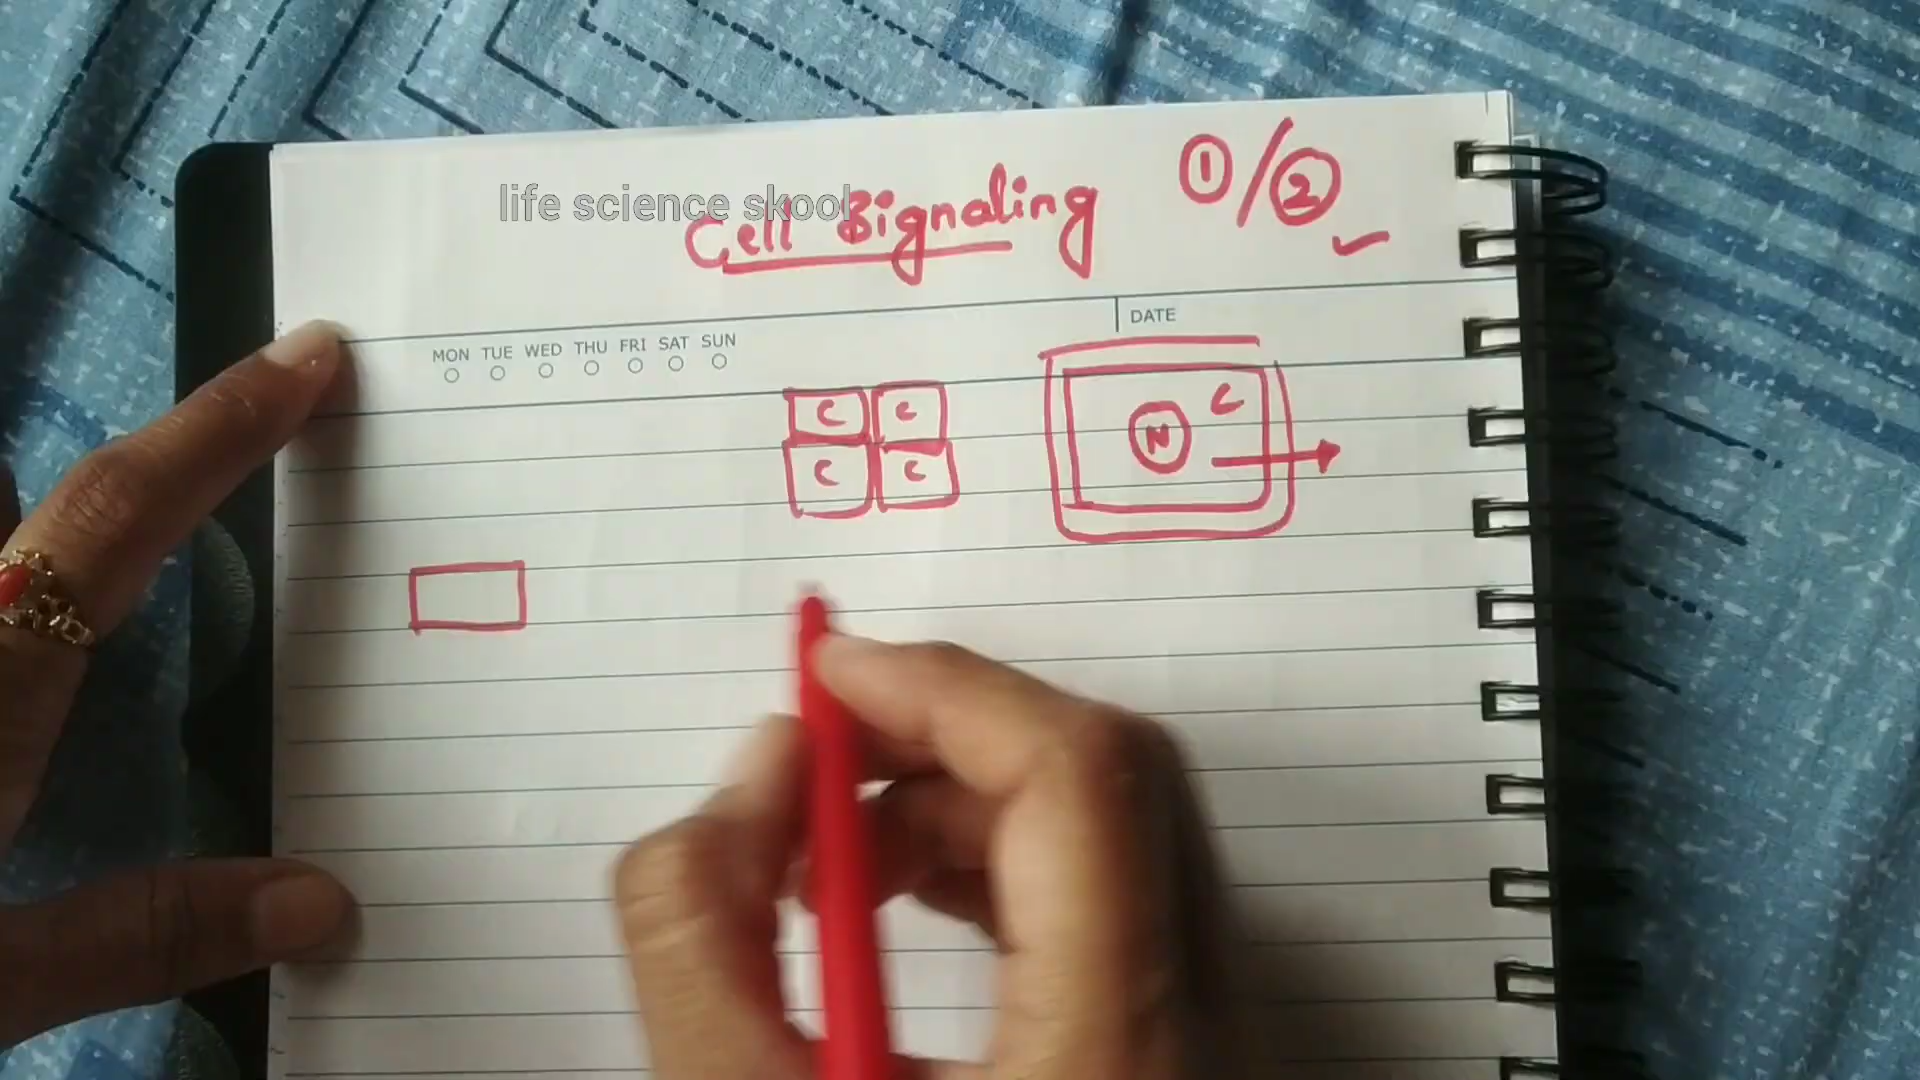 life science skool
Cell Signaling 1/2
DATE
MON TUE WED THU FRI SAT SUN
C C
C C
C
N